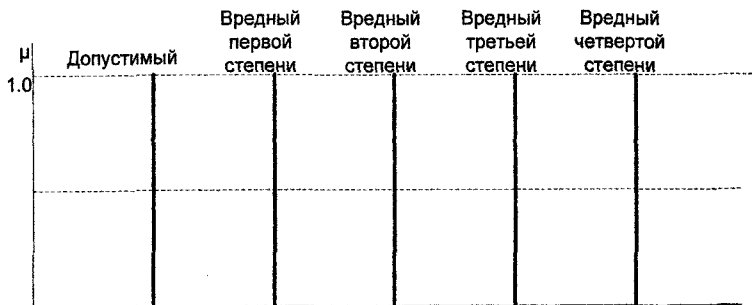 μ
1.0
Допустимый
Вредный
первой
степени
Вредный
второй
степени
Вредный
третьей
степени
Вредный
четвертой
степени